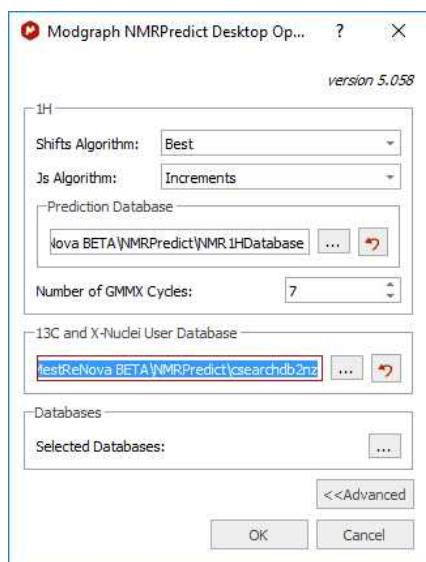 Modgraph NMRPredict Desktop Op... ?
version 5.058
1H
Shifts Algorithm: Best
Js Algorithm: Increments
Prediction Database
Nova BETA\NMRPredict\NMR1HDatabase ...
Number of GMMX Cycles: 7
13C and X-Nuclei User Database
MestReNova BETA\NMRPredict\csearchdb2nz ...
Databases
Selected Databases: ...
<<Advanced
OK Cancel